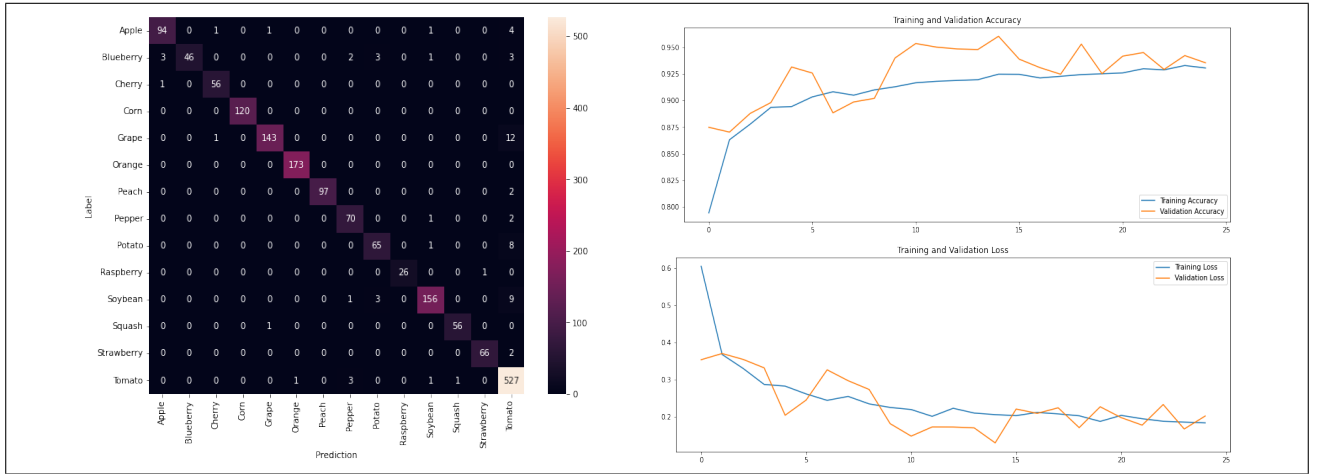 Apple 94 0 1 0 1 0 0 0 0 0 1 0 0 4
Blueberry 3 46 0 0 0 0 0 2 3 0 1 0 0 3
Cherry 1 0 56 0 0 0 0 0 0 0 0 0 0 0
Corn 0 0 0 120 0 0 0 0 0 0 0 0 0 0
Grape 0 0 1 0 143 0 0 0 0 0 0 0 0 12
Orange 0 0 0 0 0 173 0 0 0 0 0 0 0 0
Peach 0 0 0 0 0 0 97 0 0 0 0 0 0 2
Pepper 0 0 0 0 0 0 0 70 0 0 1 0 0 2
Potato 0 0 0 0 0 0 0 0 65 0 1 0 0 8
Raspberry 0 0 0 0 0 0 0 0 0 26 0 0 1 0
Soybean 0 0 0 0 0 0 0 1 3 0 156 0 0 9
Squash 0 0 0 0 1 0 0 0 0 0 0 56 0 0
Strawberry 0 0 0 0 0 0 0 0 0 0 0 0 66 2
Tomato 0 0 0 0 0 1 0 3 0 0 1 1 0 527
Label
Apple Blueberry Cherry Corn Grape Orange Peach Pepper Potato Raspberry Soybean Squash Strawberry Tomato
Prediction
500
400
300
200
100
0
Training and Validation Accuracy
0.950
0.925
0.900
0.875
0.850
0.825
0.800
Training Accuracy
Validation Accuracy
0 5 10 15 20 25
Training and Validation Loss
0.6
0.5
0.4
0.3
0.2
Training Loss
Validation Loss
0 5 10 15 20 25